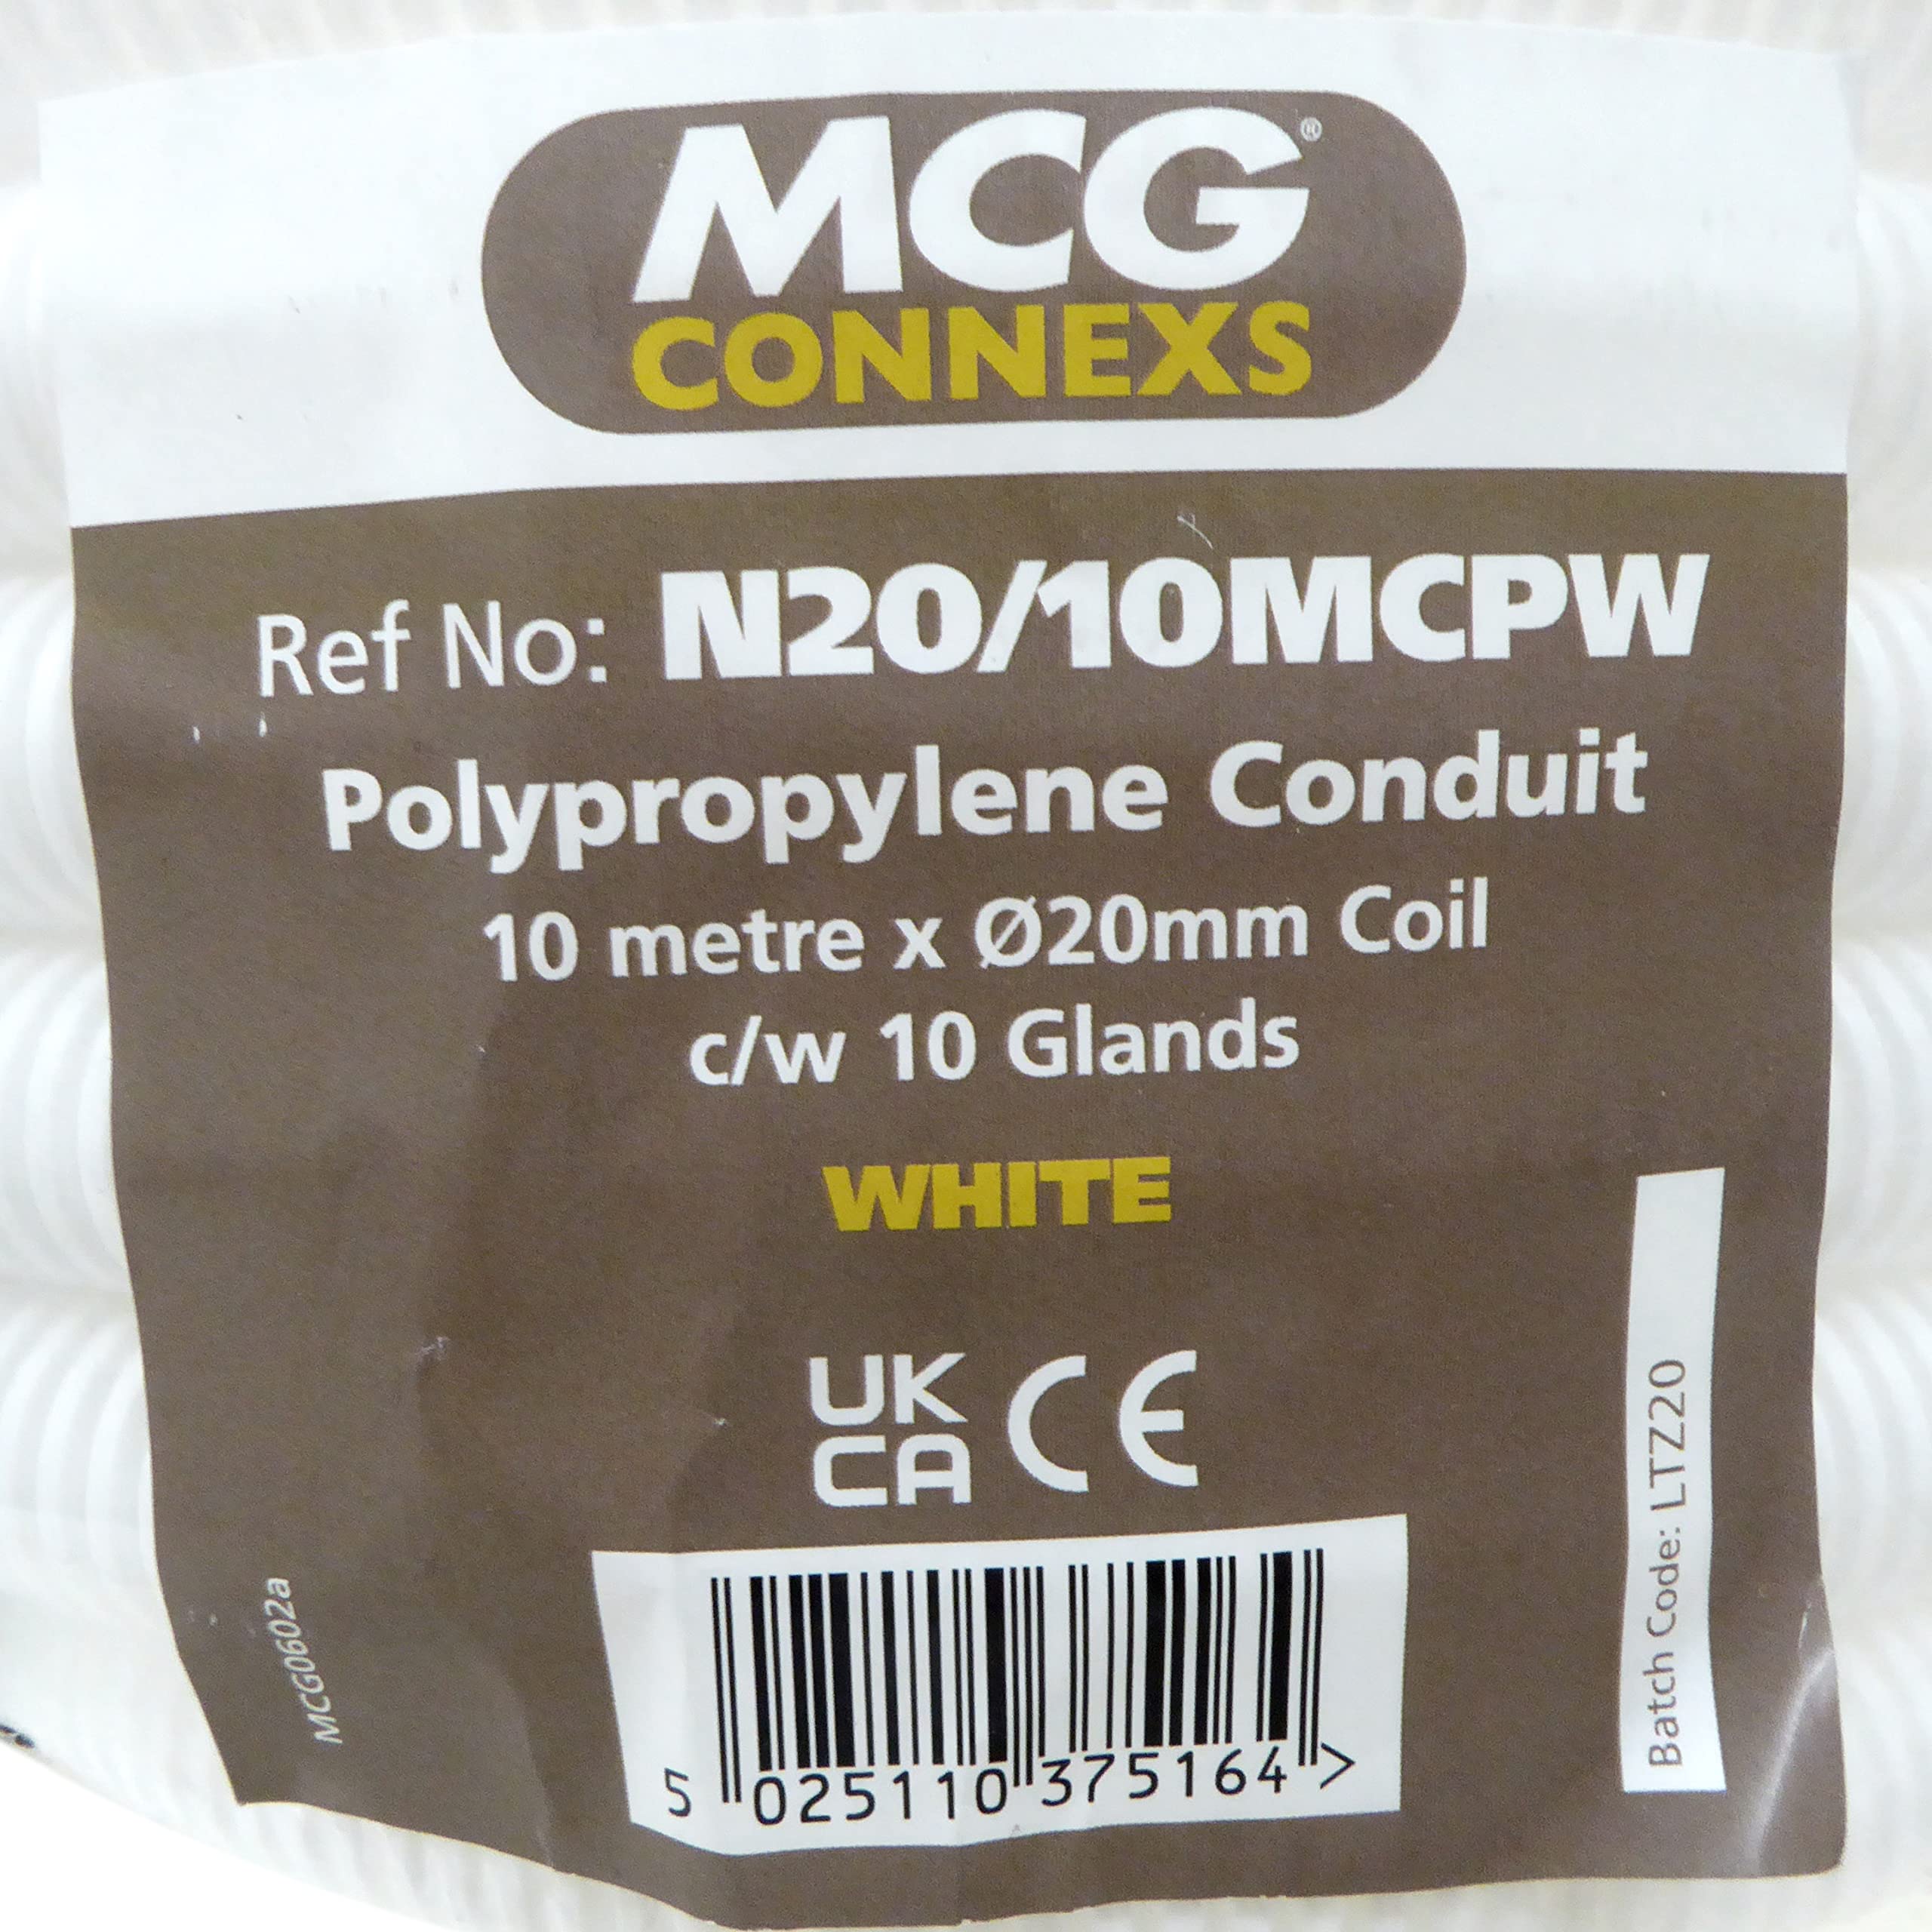 MCG®
CONNEXS
Ref No: N20/10MCPW
Polypropylene Conduit
10 metre x Ø20mm Coil
c/w 10 Glands
WHITE
UK
CA CE
MCG0602a
Batch Code: LTZ20
5 025110 375164 >